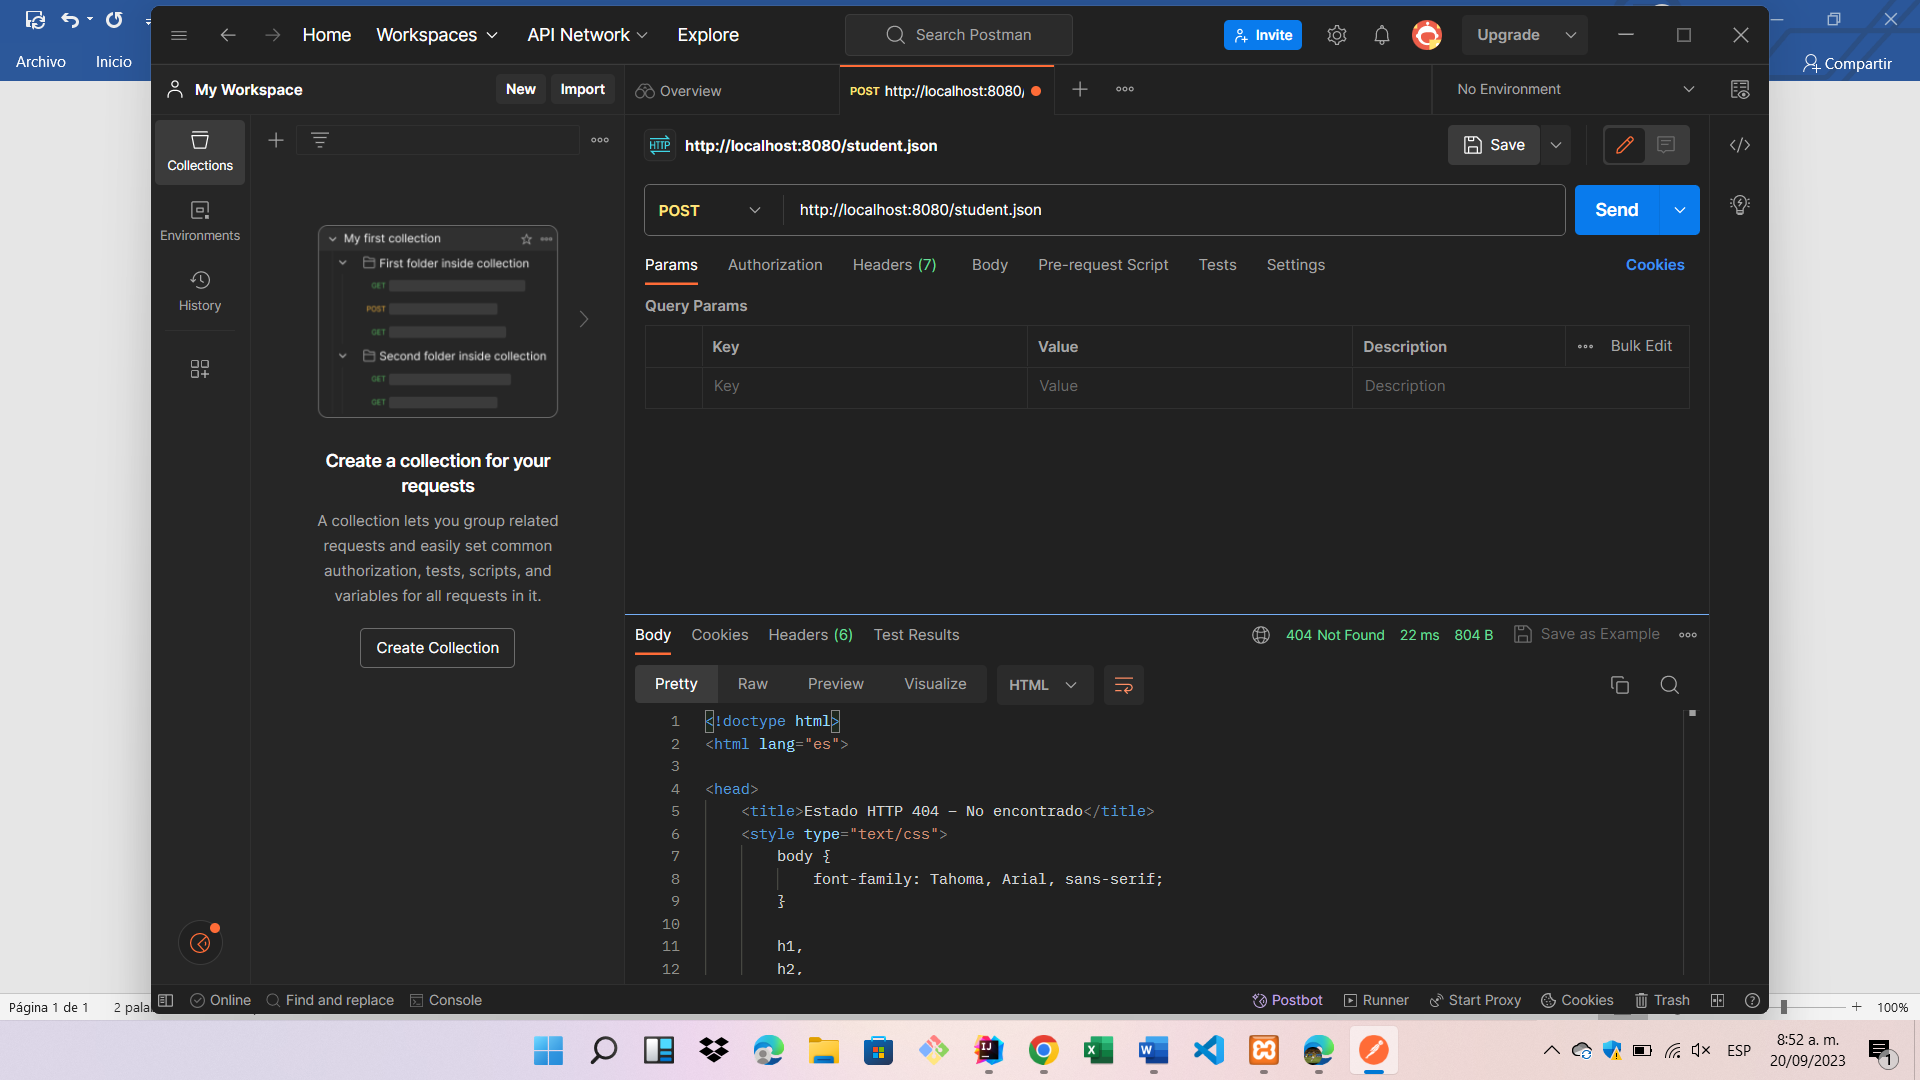 Archivo
Inicio
Compartir
Home
Workspaces
API Network
Explore
Search Postman
Invite
Upgrade
My Workspace
New
Import
Overview
POST http://localhost:8080/
No Environment
Collections
Environments
History
http://localhost:8080/student.json
Save
POST
http://localhost:8080/student.json
Send
Params
Authorization
Headers (7)
Body
Pre-request Script
Tests
Settings
Cookies
Query Params
Key
Value
Description
Bulk Edit
Key
Value
Description
My first collection
First folder inside collection
GET
POST
GET
Second folder inside collection
GET
GET
Create a collection for your
requests
A collection lets you group related
requests and easily set common
authorization, tests, scripts, and
variables for all requests in it.
Create Collection
Body
Cookies
Headers (6)
Test Results
404 Not Found
22 ms
804 B
Save as Example
Pretty
Raw
Preview
Visualize
HTML
1 <!doctype html>
2 <html lang="es">
3
4 <head>
5 <title>Estado HTTP 404 – No encontrado</title>
6 <style type="text/css">
7 body {
8 font-family: Tahoma, Arial, sans-serif;
9 }
10
11 h1,
12 h2,
Online
Find and replace
Console
Postbot
Runner
Start Proxy
Cookies
Trash
Página 1 de 1
2 pala
100%
ESP
8:52 a. m.
20/09/2023
1